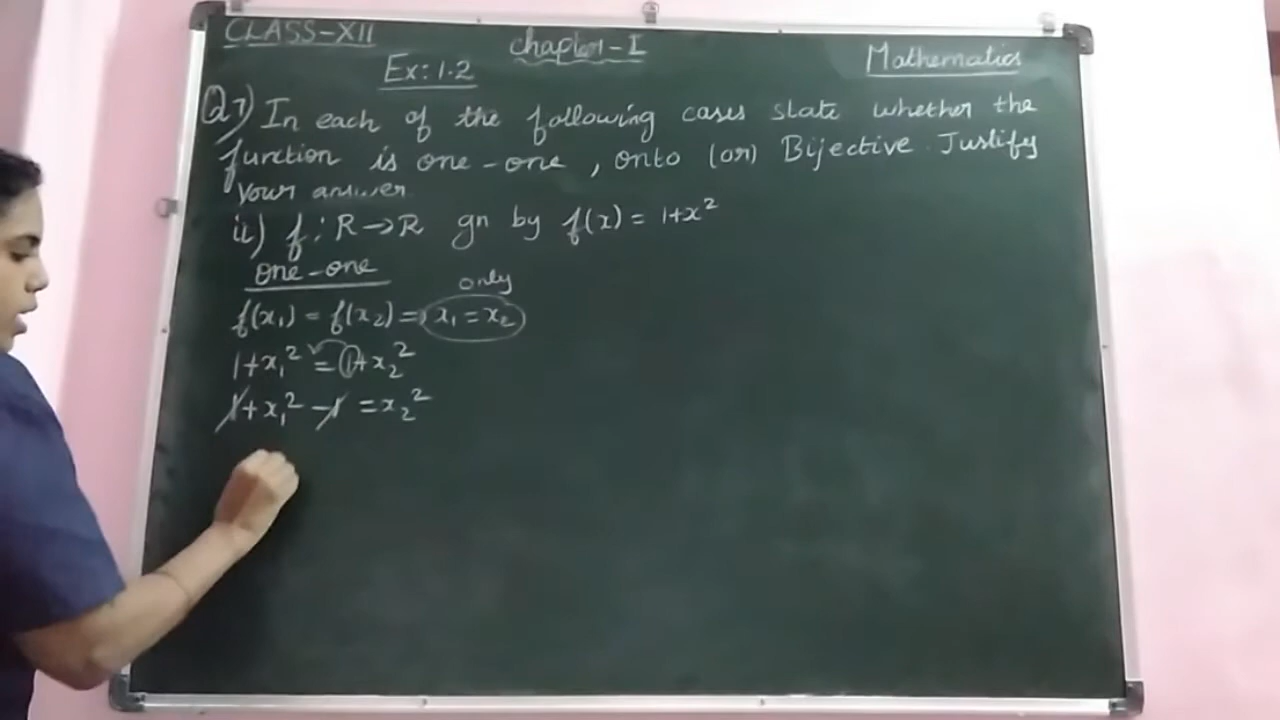 CLASS-XII
chapter-I
Mathematics
Ex: 1.2
Q7) In each of the following cases state whether the
function is one-one, onto (or) Bijective. Justify
your answer
ii) f: R→R gn by f(x) = 1+x²
one-one
only
f(x₁) = f(x₂) ⇒ x₁ = x₂
1+x₁² = 1+x₂²
1+x₁² -1 = x₂²